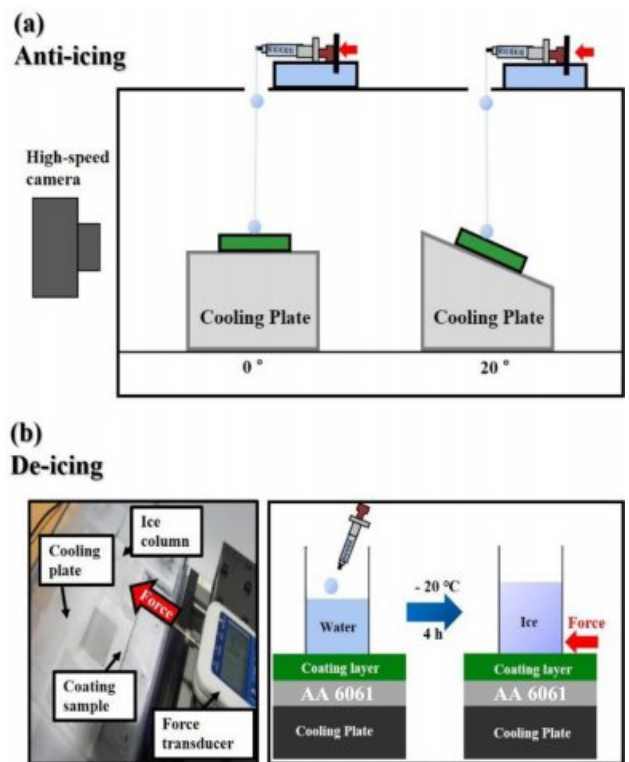 (a)
Anti-icing
High-speed
camera
Cooling Plate
Cooling Plate
0 °
20 °
(b)
De-icing
Ice
column
Cooling
plate
Force
Coating
sample
Force
transducer
Water
- 20 ℃
4 h
Ice
Force
Coating layer
AA 6061
Cooling Plate
Coating layer
AA 6061
Cooling Plate